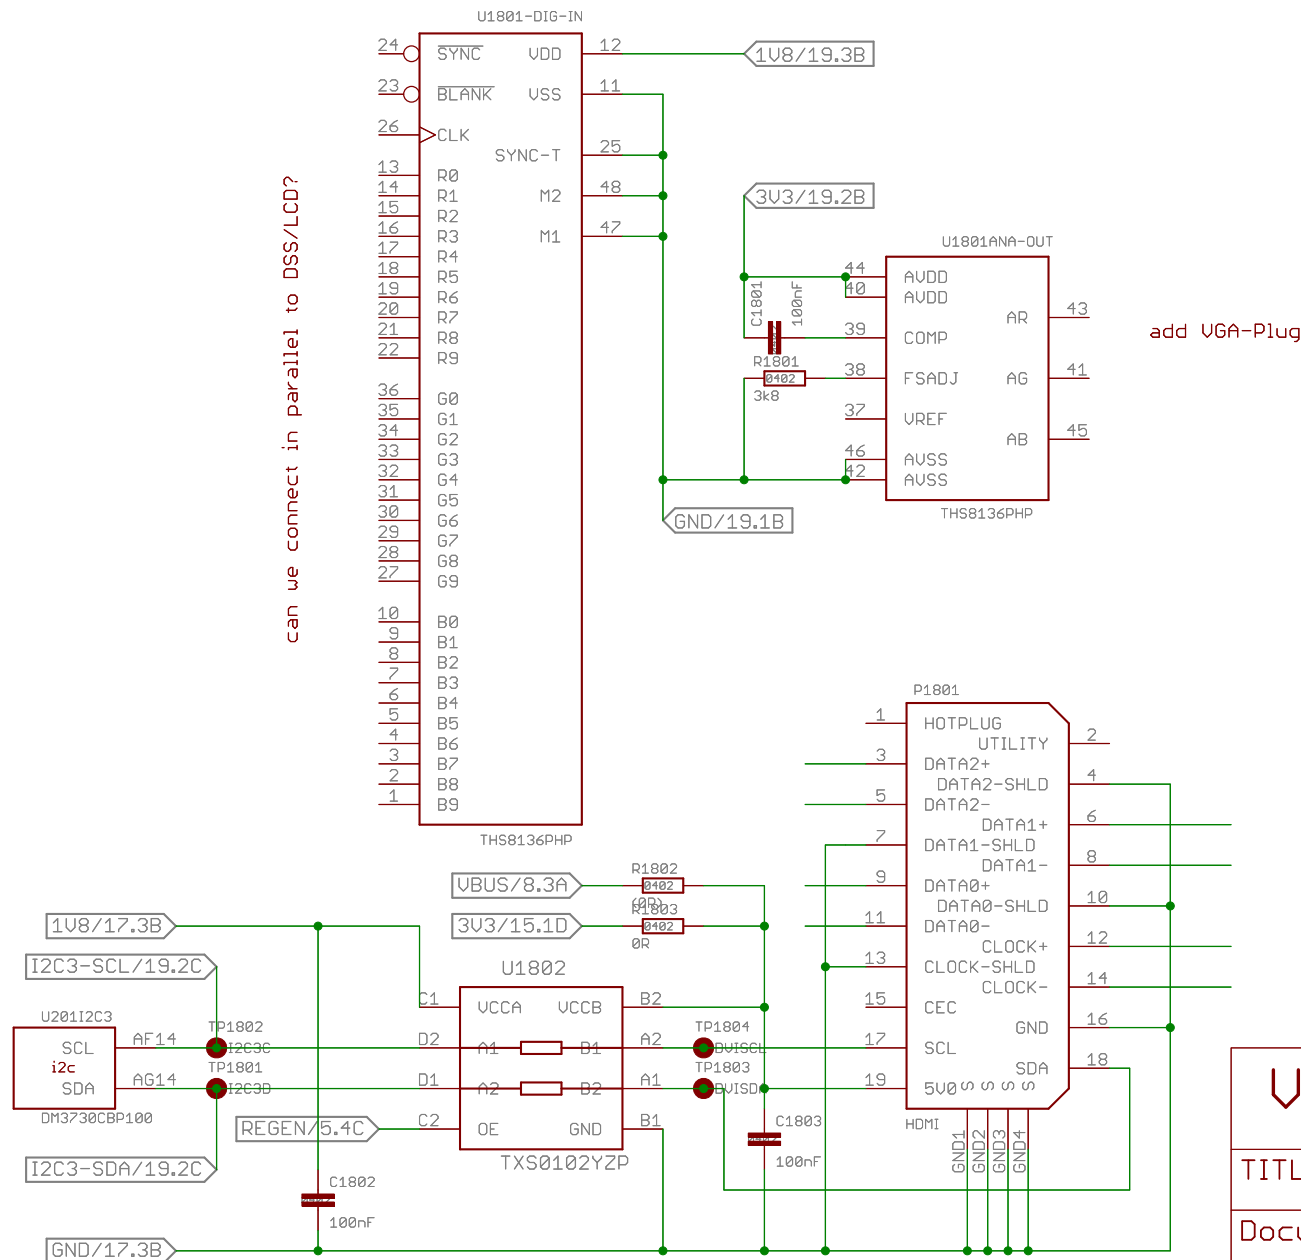 U1801-DIG-IN
24 SYNC VDD 12 1V8/19.3B
23 BLANK VSS 11
26 CLK
SYNC-T 25
13 R0
14 R1 M2 48 3V3/19.2B
15 R2
16 R3 M1 47
17 R4
18 R5
19 R6
20 R7
21 R8
22 R9
36 G0
35 G1
34 G2
33 G3
32 G4
31 G5
30 G6
29 G7
28 G8
27 G9
10 B0
9 B1
8 B2
7 B3
6 B4
5 B5
4 B6
3 B7
2 B8
1 B9
THS8136PHP
can we connect in parallel to DSS/LCD?
U1801ANA-OUT
44 AVDD
40 AVDD
AR 43
39 COMP
38 FSADJ AG 41
37 VREF
AB 45
46 AVSS
42 AVSS
THS8136PHP
C1801
100nF
R1801
0402
3k8
GND/19.1B
add VGA-Plug
P1801
1 HOTPLUG
UTILITY 2
3 DATA2+
DATA2-SHLD 4
5 DATA2-
DATA1+ 6
7 DATA1-SHLD
DATA1- 8
9 DATA0+
DATA0-SHLD 10
11 DATA0-
CLOCK+ 12
13 CLOCK-SHLD
CLOCK- 14
15 CEC
GND 16
17 SCL
SDA 18
19 5V0
S S S S
HDMI
GND1
GND2
GND3
GND4
R1802
VBUS/8.3A 0402
(0R)
R1803
3V3/15.1D 0402
0R
1V8/17.3B
I2C3-SCL/19.2C
U1802
C1 VCCA VCCB B2
D2 A1 B1 A2
D1 A2 B2 A1
C2 OE GND B1
TXS0102YZP
U201I2C3
SCL AF14
i2c
SDA AG14
DM3730CBP100
TP1802
I2C3C
TP1801
I2C3D
TP1804
DVISCL
TP1803
DVISDA
REGEN/5.4C
I2C3-SDA/19.2C
C1803
100nF
C1802
100nF
GND/17.3B
TITL
Docu